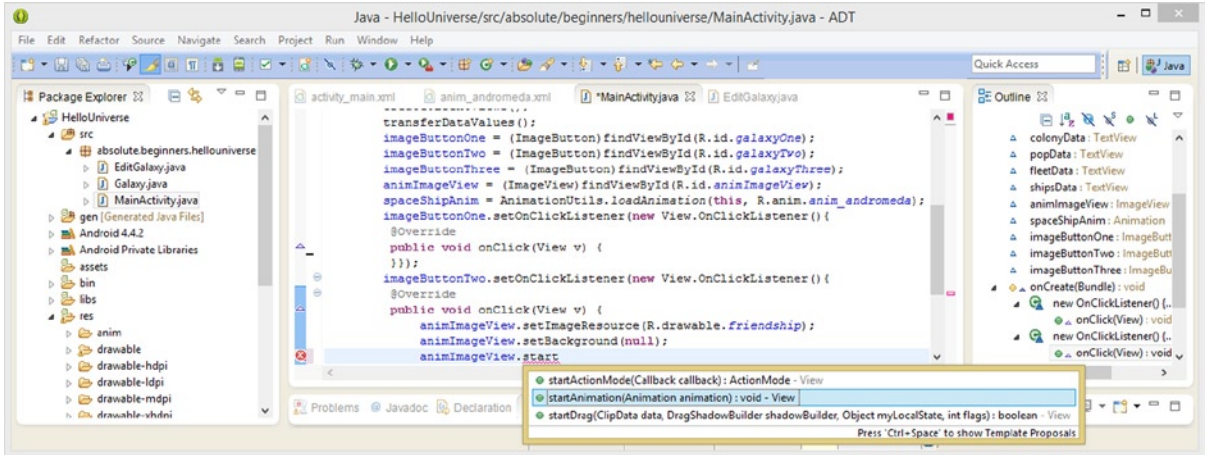 Java - HelloUniverse/src/absolute/beginners/hellouniverse/MainActivity.java - ADT
File Edit Refactor Source Navigate Search Project Run Window Help
Quick Access
Java
Package Explorer
HelloUniverse
src
absolute.beginners.hellouniverse
EditGalaxy.java
Galaxy.java
MainActivity.java
gen [Generated Java Files]
Android 4.4.2
Android Private Libraries
assets
bin
libs
res
anim
drawable
drawable-hdpi
drawable-ldpi
drawable-mdpi
drawable-xhdpi
activity_main.xml anim_andromeda.xml *MainActivity.java EditGalaxy.java
transferDataValues();
imageButtonOne = (ImageButton)findViewById(R.id.galaxyOne);
imageButtonTwo = (ImageButton)findViewById(R.id.galaxyTwo);
imageButtonThree = (ImageButton)findViewById(R.id.galaxyThree);
animImageView = (ImageView)findViewById(R.id.animImageView);
spaceShipAnim = AnimationUtils.loadAnimation(this, R.anim.anim_andromeda);
imageButtonOne.setOnClickListener(new View.OnClickListener(){
@Override
public void onClick(View v) {
}});
imageButtonTwo.setOnClickListener(new View.OnClickListener(){
@Override
public void onClick(View v) {
animImageView.setImageResource(R.drawable.friendship);
animImageView.setBackground(null);
animImageView.start
startActionMode(Callback callback) : ActionMode - View
startAnimation(Animation animation) : void - View
startDrag(ClipData data, DragShadowBuilder shadowBuilder, Object myLocalState, int flags) : boolean - View
Press 'Ctrl+Space' to show Template Proposals
Problems @ Javadoc Declaration
Outline
colonyData : TextView
popData : TextView
fleetData : TextView
shipsData : TextView
animImageView : ImageView
spaceShipAnim : Animation
imageButtonOne : ImageButt
imageButtonTwo : ImageButt
imageButtonThree : ImageBu
onCreate(Bundle) : void
new OnClickListener() {..
onClick(View) : void
new OnClickListener() {..
onClick(View) : void